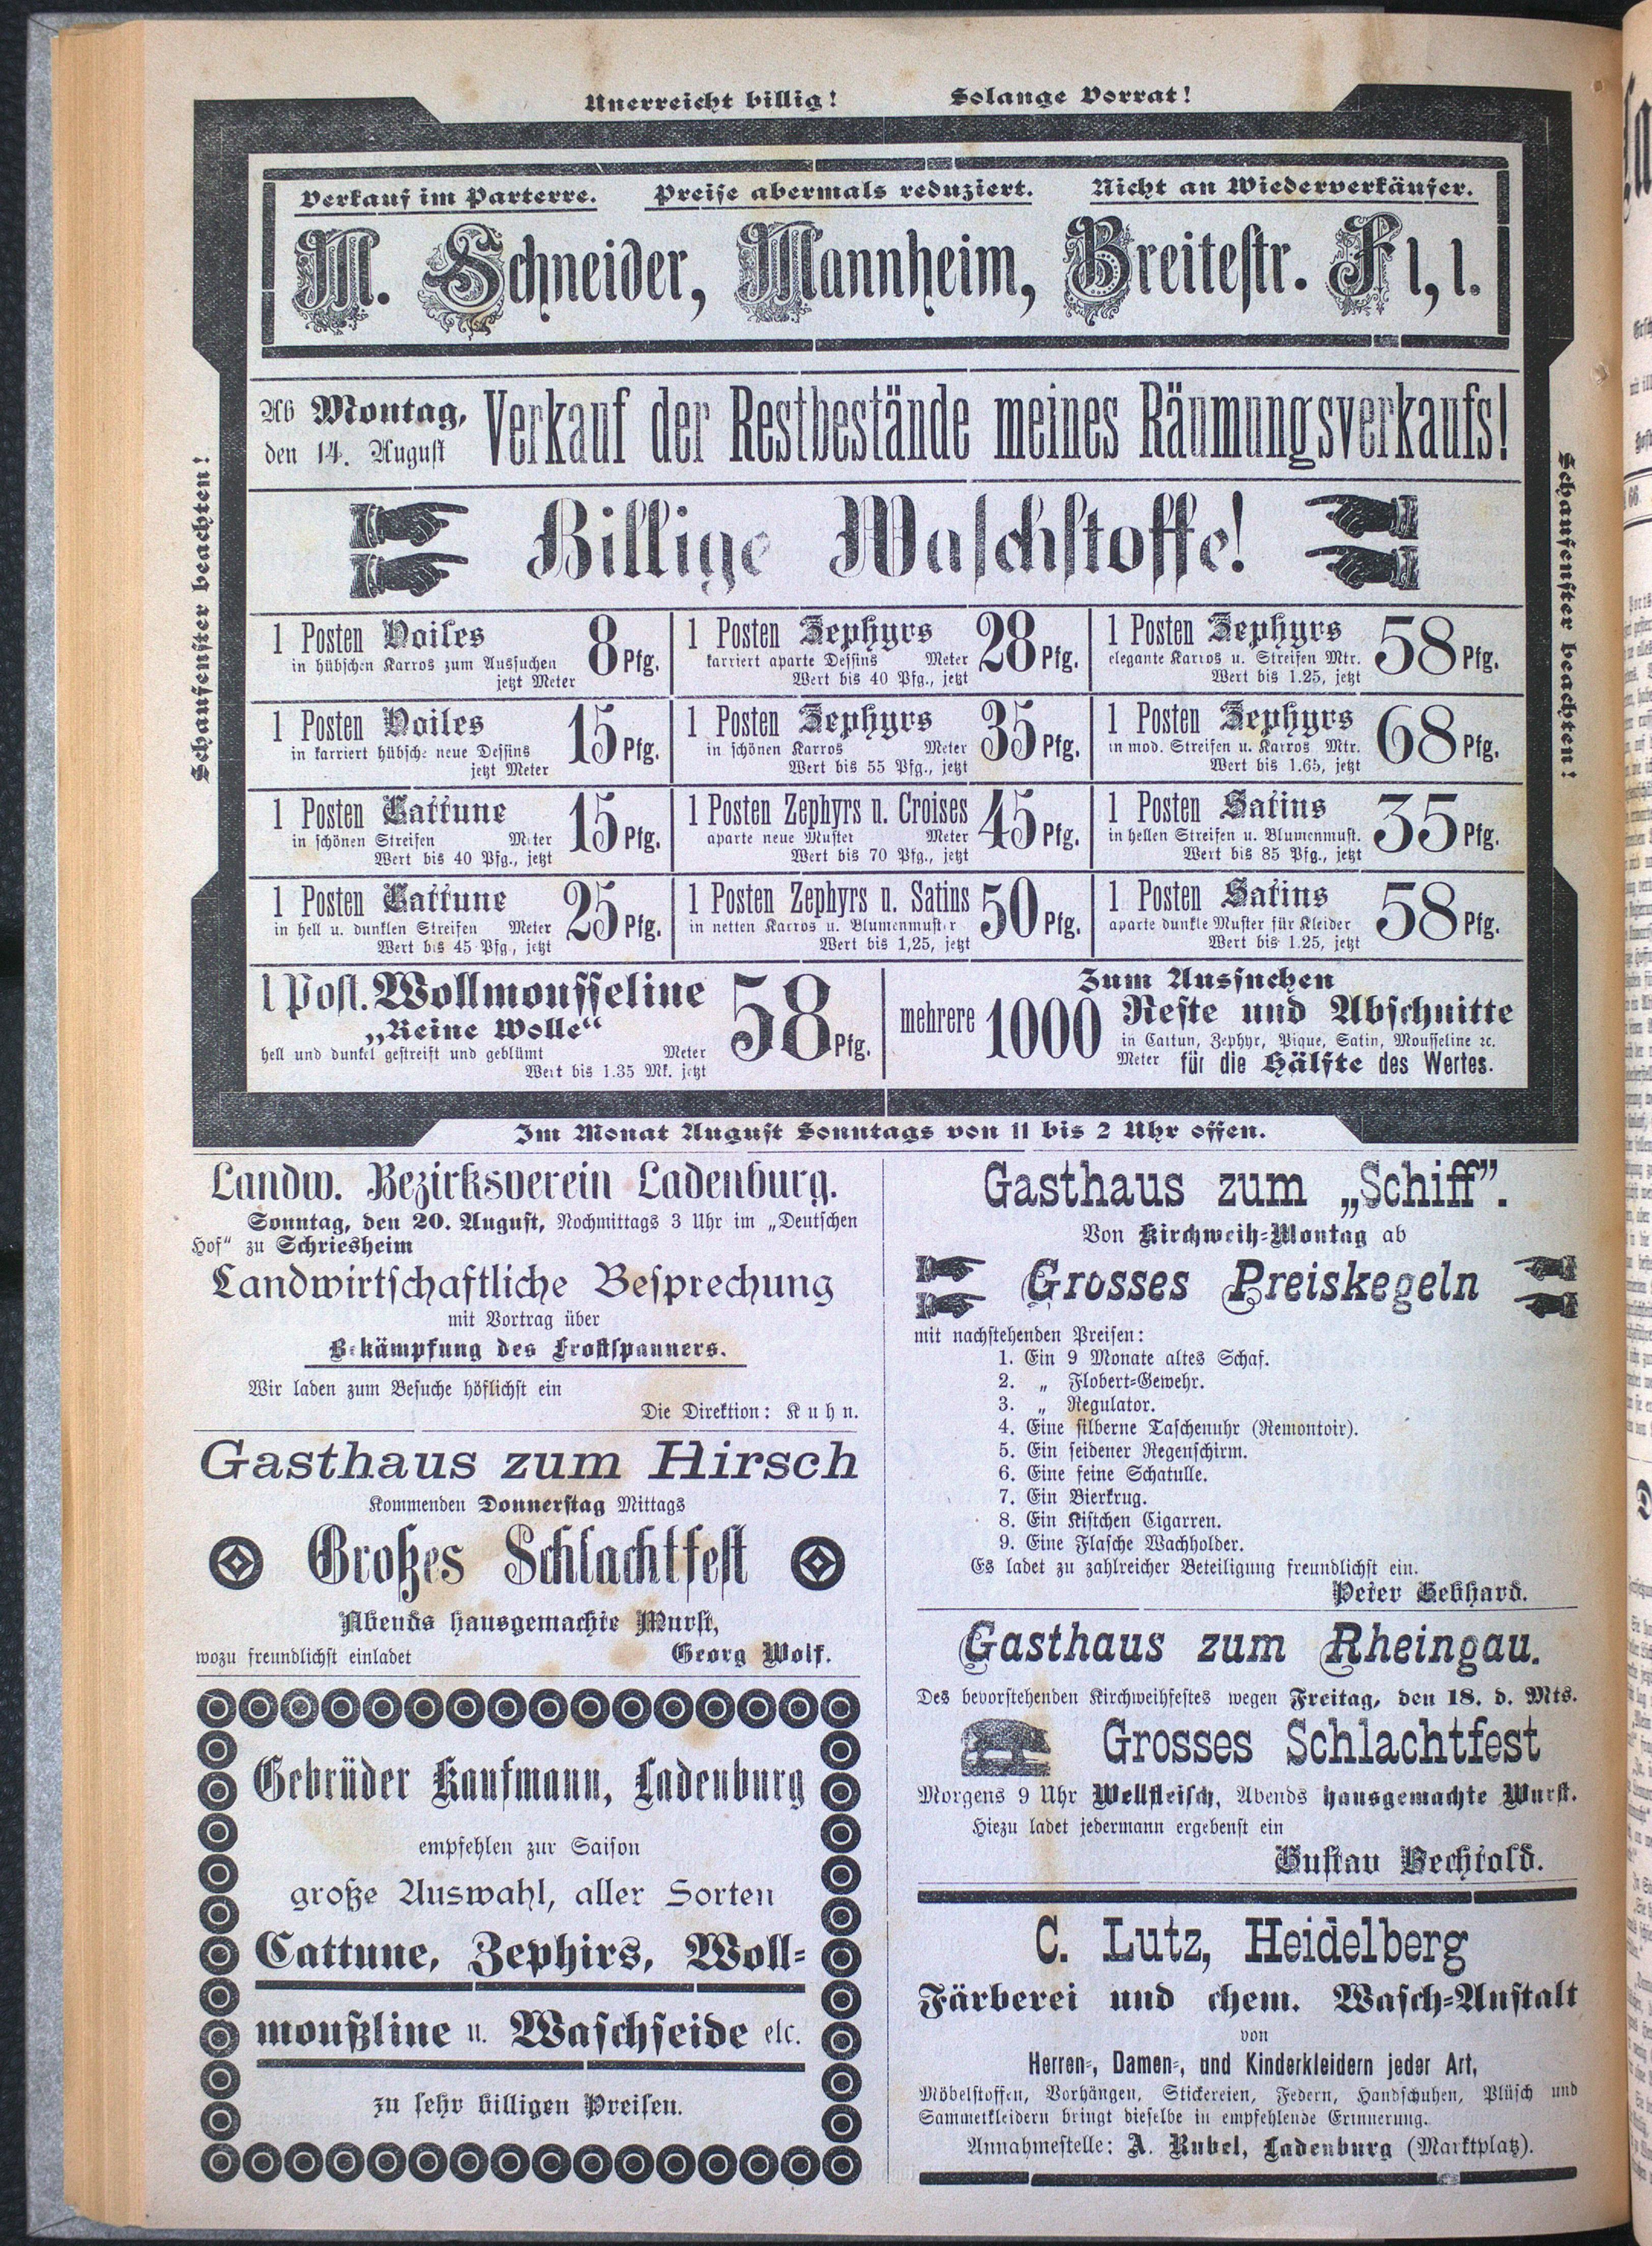 Unerreicht billig! Solange Vorrat!
Schaufenster beachten!
Verkauf im Parterre. Preise abermals reduziert. Nicht an Wiederverkäufer.
M. Schneider, Mannheim, Breitestr. F 1, 1.
Ab Montag, den 14. August
Verkauf der Restbestände meines Räumungsverkaufs!
Billige Waschstoffe!
1 Posten Voiles 8 Pfg.
in hübschen Karros zum Aussuchen
jetzt Meter
1 Posten Zephyrs 28 Pfg.
karriert aparte Dessins Meter
Wert bis 40 Pfg., jetzt
1 Posten Zephyrs 58 Pfg.
elegante Karros u. Streifen Mtr.
Wert bis 1.25, jetzt
1 Posten Voiles 15 Pfg.
in karriert hübsche neue Dessins
jetzt Meter
1 Posten Zephyrs 35 Pfg.
in schönen Karros Meter
Wert bis 55 Pfg., jetzt
1 Posten Zephyrs 68 Pfg.
in mod. Streifen u. Karros Mtr.
Wert bis 1.65, jetzt
1 Posten Cattune 15 Pfg.
in schönen Streifen Meter
Wert bis 40 Pfg., jetzt
1 Posten Zephyrs u. Croises 45 Pfg.
aparte neue Muster Meter
Wert bis 70 Pfg., jetzt
1 Posten Satins 35 Pfg.
in hellen Streifen u. Blumenmust.
Wert bis 85 Pfg., jetzt
1 Posten Cattune 25 Pfg.
in hell u. dunklen Streifen Meter
Wert bis 45 Pfg., jetzt
1 Posten Zephyrs u. Satins 50 Pfg.
in netten Karros u. Blumenmuster
Wert bis 1,25, jetzt
1 Posten Satins 58 Pfg.
aparte dunkle Muster für Kleider
Wert bis 1.25, jetzt
1 Post. Wollmousseline 58 Pfg.
„Reine Wolle“
hell und dunkel gestreift und geblümt Meter
Wert bis 1.35 Mk. jetzt
Zum Aussuchen
mehrere 1000 Reste und Abschnitte
in Cattun, Zephyr, Pique, Satin, Mousseline ꝛc.
Meter für die Hälfte des Wertes.
Schaufenster beachten!
Im Monat August Sonntags von 11 bis 2 Uhr offen.
Landw. Bezirksverein Ladenburg.
Sonntag, den 20. August, Nochmittags 3 Uhr im „Deutschen
Hof“ zu Schriesheim
Landwirtschaftliche Besprechung
mit Vortrag über
Bekämpfung des Frostspanners.
Wir laden zum Besuche höflichst ein
Die Direktion: Kuhn.
Gasthaus zum Hirsch
Kommenden Donnerstag Mittags
Großes Schlachtfest
Abends hausgemachte Wurst,
wozu freundlichst einladet Georg Wolf.
Gebrüder Kaufmann, Ladenburg
empfehlen zur Saison
große Auswahl, aller Sorten
Cattune, Zephirs, Woll-
moußline u. Waschseide etc.
zu sehr billigen Preisen.
Gasthaus zum „Schiff”.
Von Kirchweih-Montag ab
Grosses Preiskegeln
mit nachstehenden Preisen:
1. Ein 9 Monate altes Schaf.
2. „ Flobert-Gewehr.
3. „ Regulator.
4. Eine silberne Taschenuhr (Remontoir).
5. Ein seidener Regenschirm.
6. Eine feine Schatulle.
7. Ein Bierkrug.
8. Ein Kistchen Cigarren.
9. Eine Flasche Wachholder.
Es ladet zu zahlreicher Beteiligung freundlichst ein.
Peter Gebhard.
Gasthaus zum Rheingau.
Des bevorstehenden Kirchweihfestes wegen Freitag, den 18. d. Mts.
Grosses Schlachtfest
Morgens 9 Uhr Wellfleisch, Abends hausgemachte Wurst.
Hiezu ladet jedermann ergebenst ein
Gustav Bechtold.
C. Lutz, Heidelberg
Färberei und chem. Wasch-Anstalt
von
Herren-, Damen-, und Kinderkleidern jeder Art,
Möbelstoffen, Vorhängen, Stickereien, Federn, Handschuhen, Plüsch und
Sammetkleidern bringt dieselbe in empfehlende Erinnerung.
Annahmestelle: A. Rubel, Ladenburg (Marktplatz).